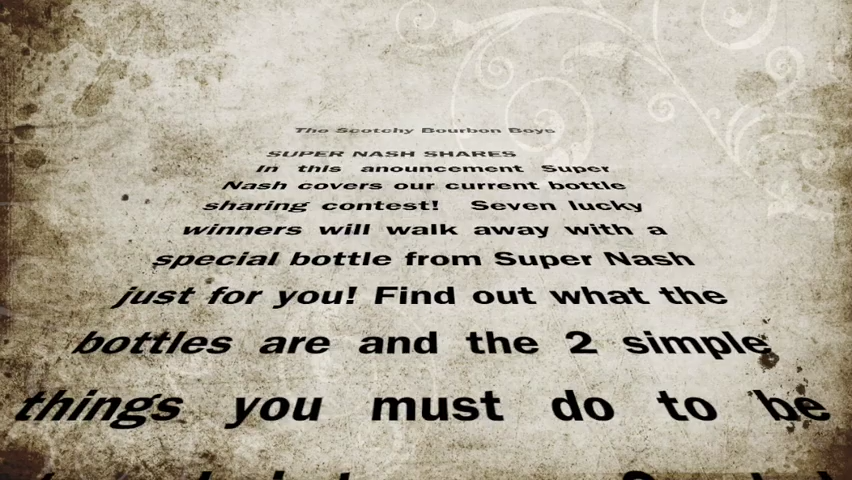 The Scotchy Bourbon Boys
SUPER NASH SHARES
In this anouncement Super
Nash covers our current bottle
sharing contest! Seven lucky
winners will walk away with a
special bottle from Super Nash
just for you! Find out what the
bottles are and the 2 simple
things you must do to be